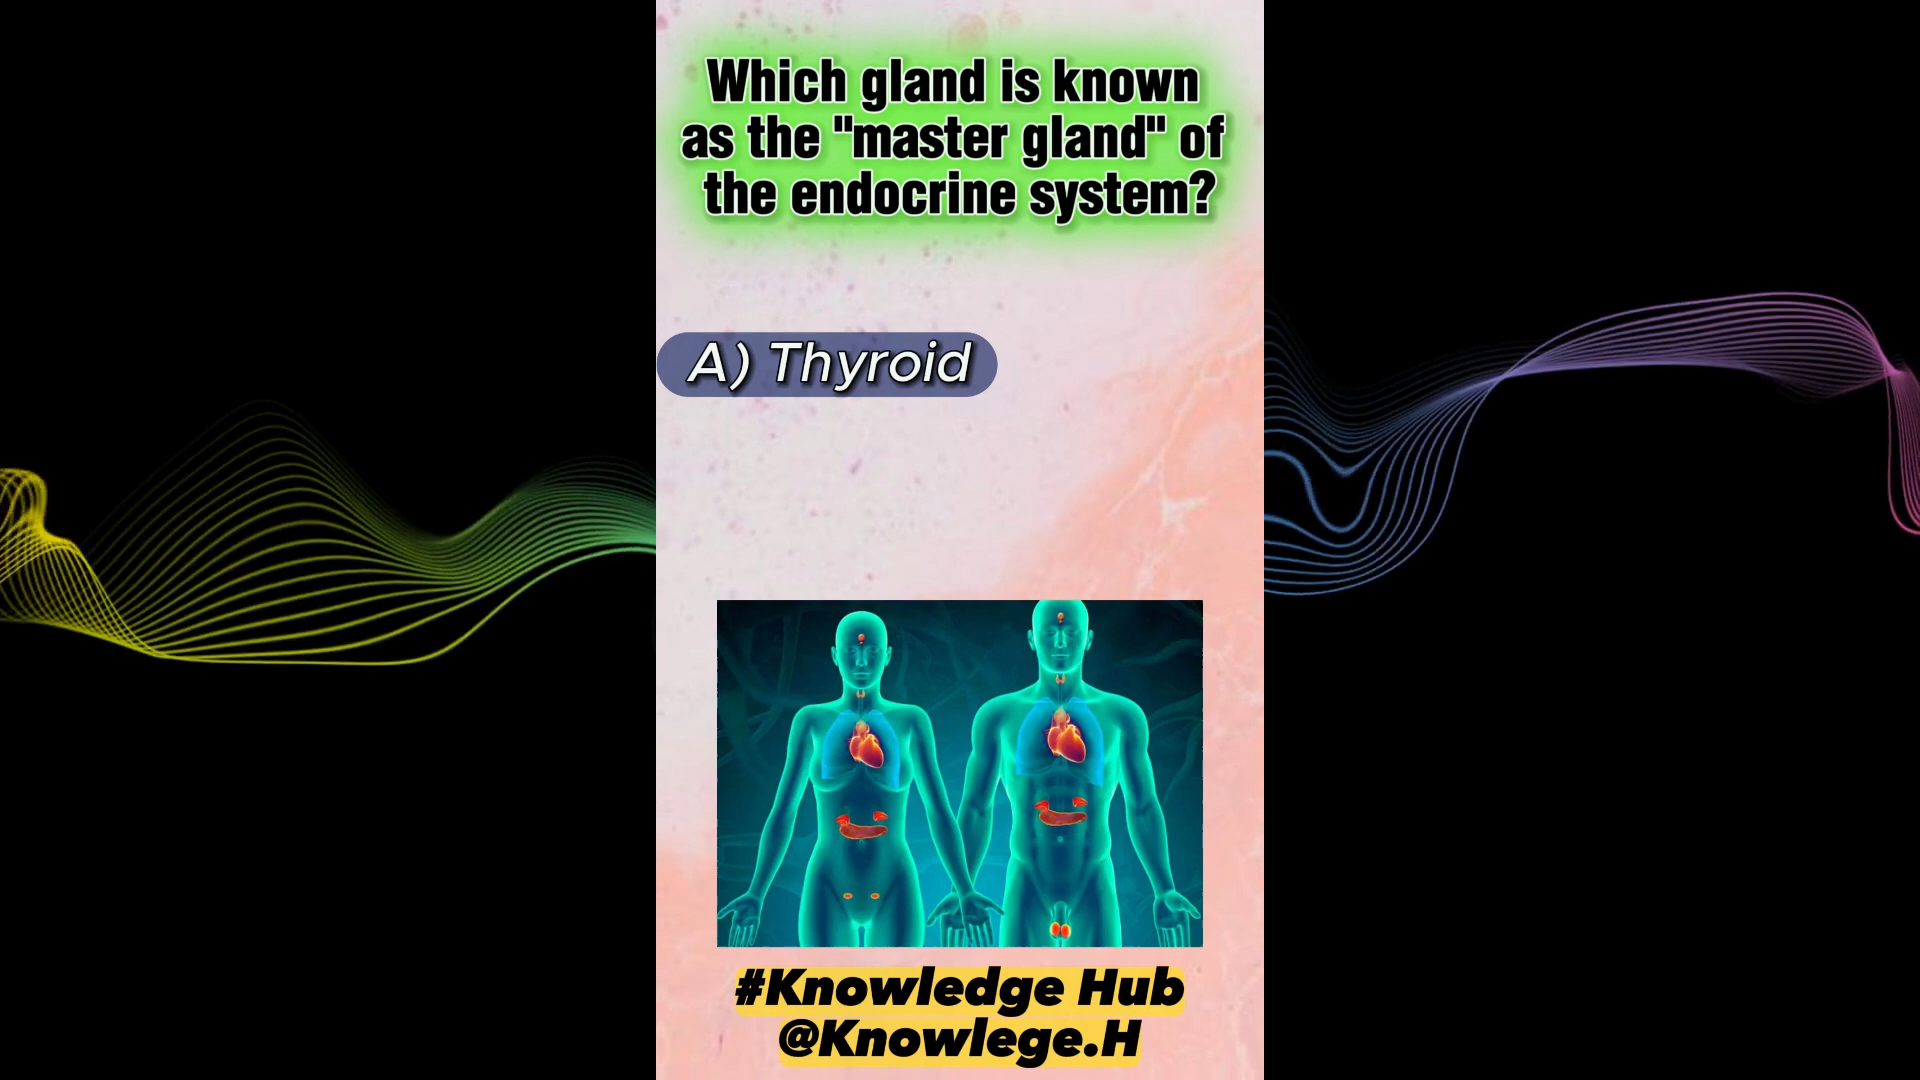 Which gland is known
as the "master gland" of
the endocrine system?
A) Thyroid
#Knowledge Hub
@Knowlege.H